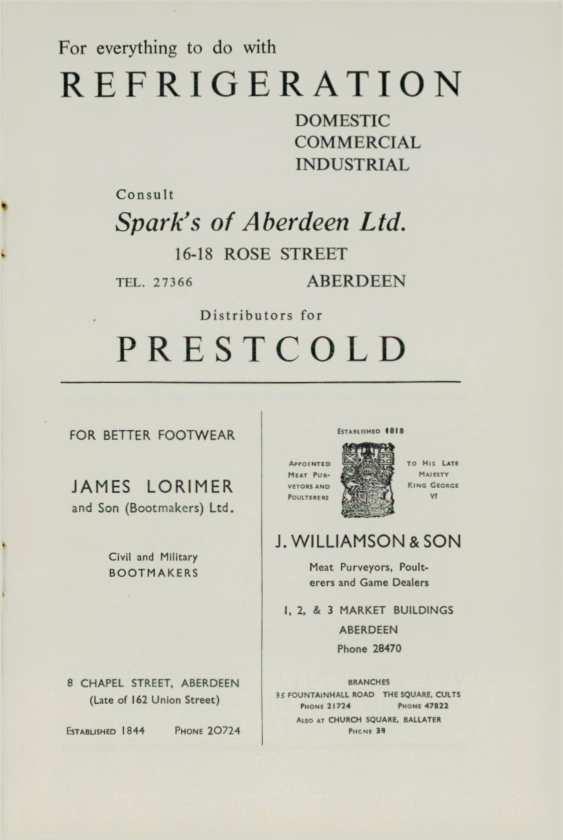 For everything to do with
REFRIGERATION
DOMESTIC
COMMERCIAL
INDUSTRIAL
Consult
Spark's of Aberdeen Ltd.
16-18 ROSE STREET
TEL. 27366 ABERDEEN
Distributors for
PRESTCOLD
FOR BETTER FOOTWEAR
JAMES LORIMER
and Son (Bootmakers) Ltd.
Civil and Military
BOOTMAKERS
8 CHAPEL STREET, ABERDEEN
(Late of 162 Union Street)
ESTABLISHED 1844 PHONE 20724
ESTABLISHED 1818
APPOINTED
MEAT PUR-
VEYORS AND
POULTERERS
TO HIS LATE
MAJESTY
KING GEORGE
VI
J. WILLIAMSON & SON
Meat Purveyors, Poult-
erers and Game Dealers
1, 2, & 3 MARKET BUILDINGS
ABERDEEN
Phone 28470
BRANCHES
35 FOUNTAINHALL ROAD THE SQUARE, CULTS
PHONE 21724 PHONE 47822
ALSO AT CHURCH SQUARE, BALLATER
PHONE 39